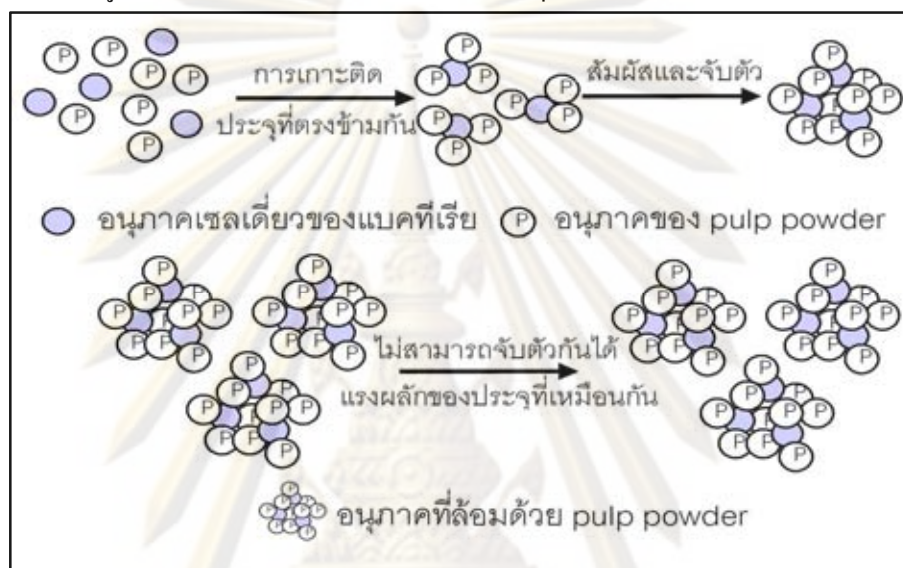 การเกาะติด
ประจุที่ตรงข้ามกัน
สัมผัสและจับตัว
อนุภาคเซลเดี่ยวของแบคทีเรีย P อนุภาคของ pulp powder
ไม่สามารถจับตัวกันได้
แรงผลักของประจุที่เหมือนกัน
อนุภาคที่ล้อมด้วย pulp powder